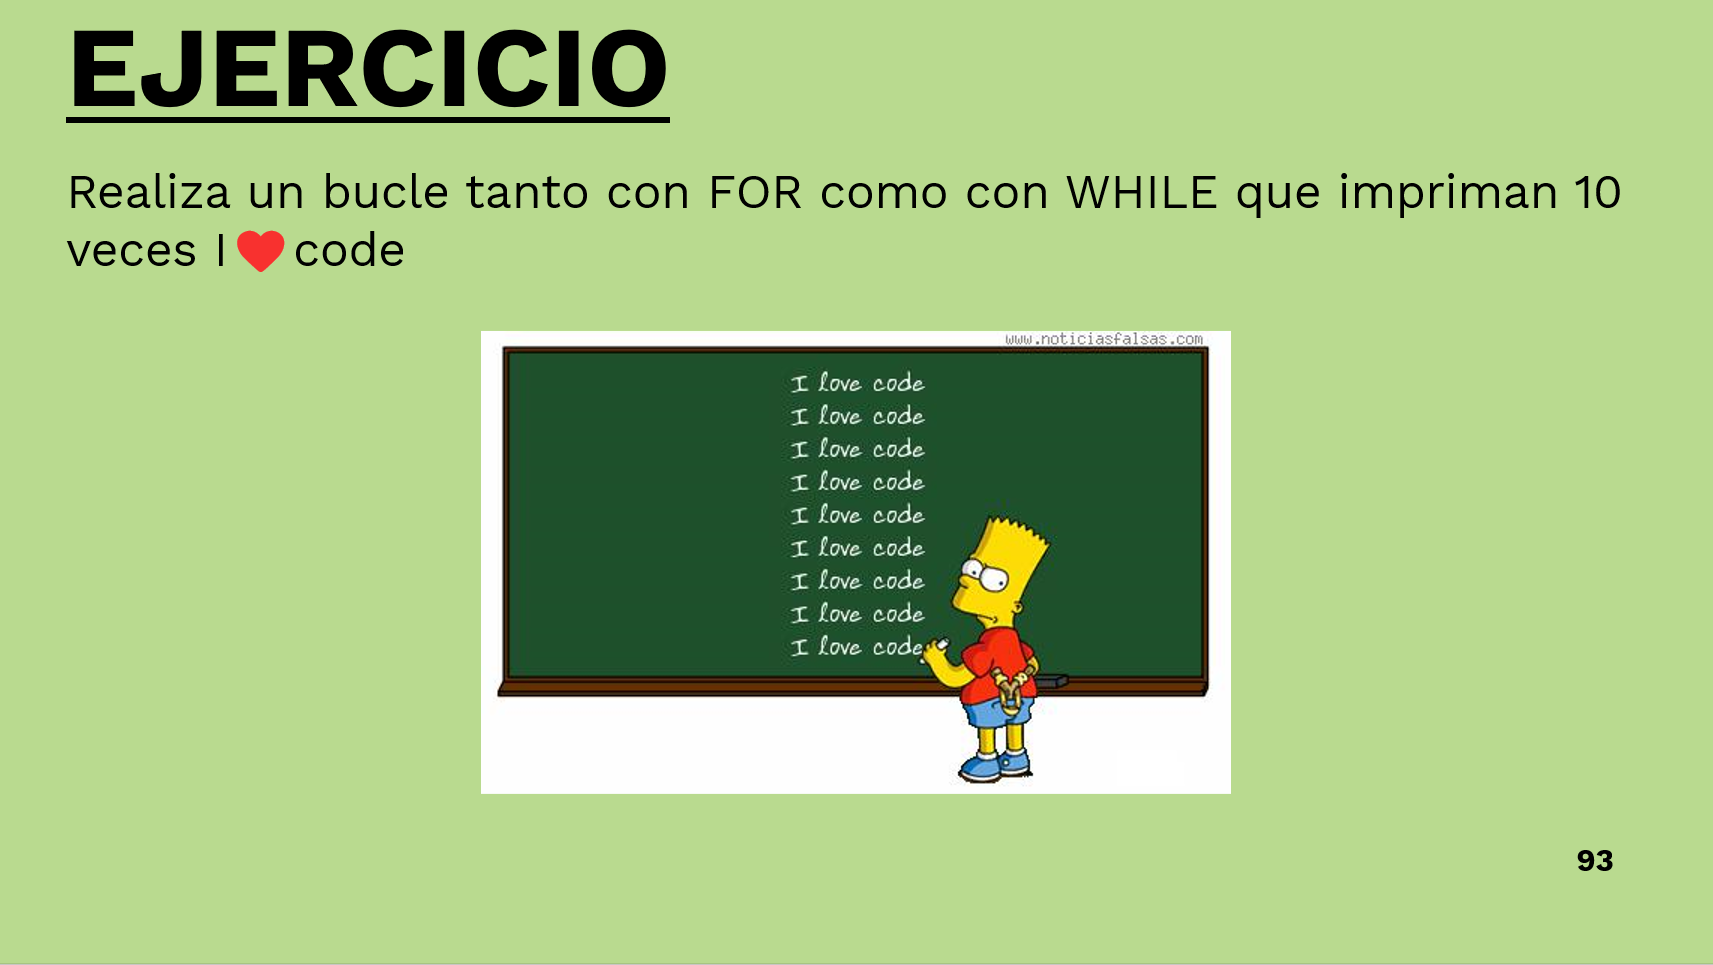 EJERCICIO
Realiza un bucle tanto con FOR como con WHILE que impriman 10
veces I ❤ code
www.noticiasfalsas.com
I love code
I love code
I love code
I love code
I love code
I love code
I love code
I love code
I love code
93